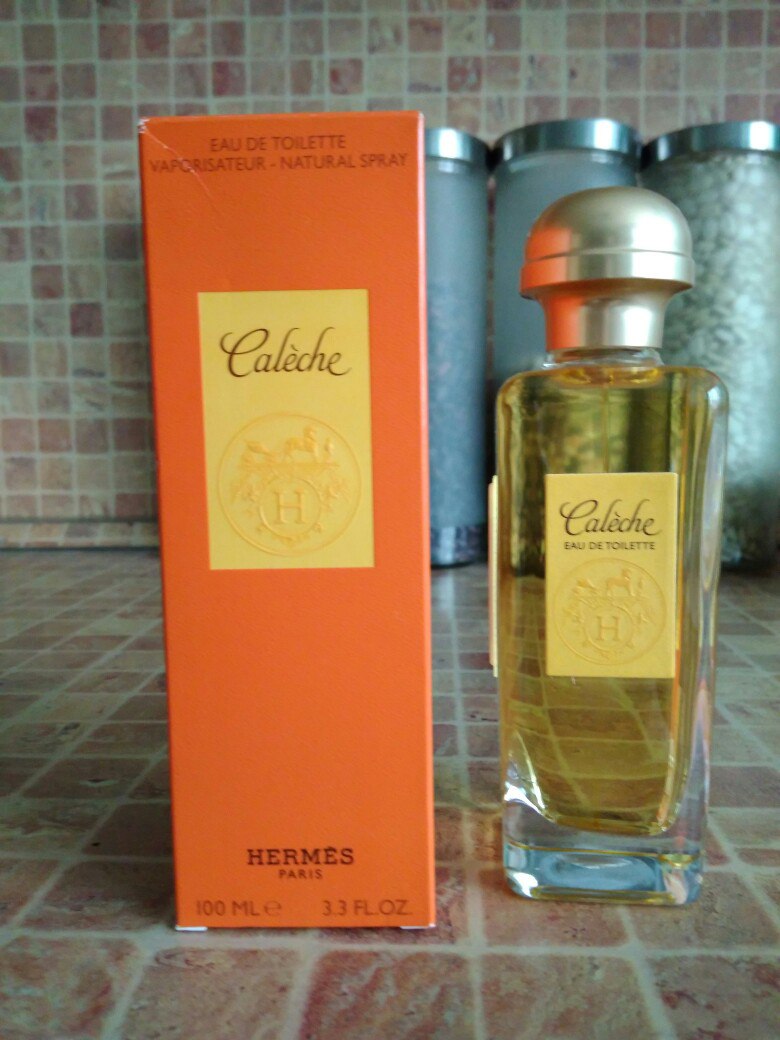 EAU DE TOILETTE
VAPORISATEUR - NATURAL SPRAY
Calèche
H
HERMÈS
PARIS
100 ML ℮ 3.3 FL.OZ.
Calèche
EAU DE TOILETTE
H